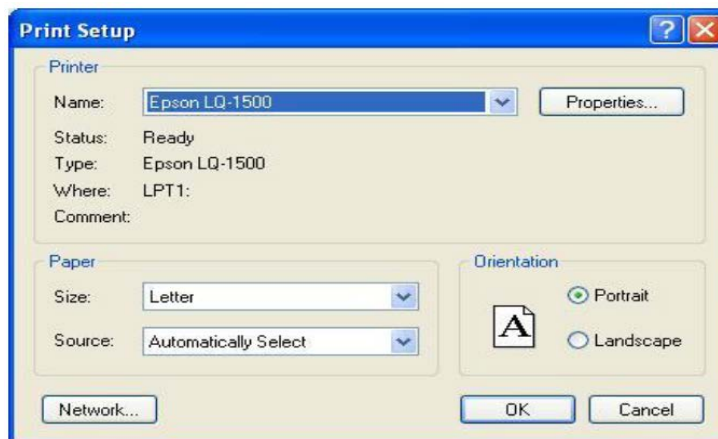 Print Setup
Printer
Name: Epson LQ-1500 Properties...
Status: Ready
Type: Epson LQ-1500
Where: LPT1:
Comment:
Paper
Size: Letter
Source: Automatically Select
Orientation
A
Portrait
Landscape
Network... OK Cancel